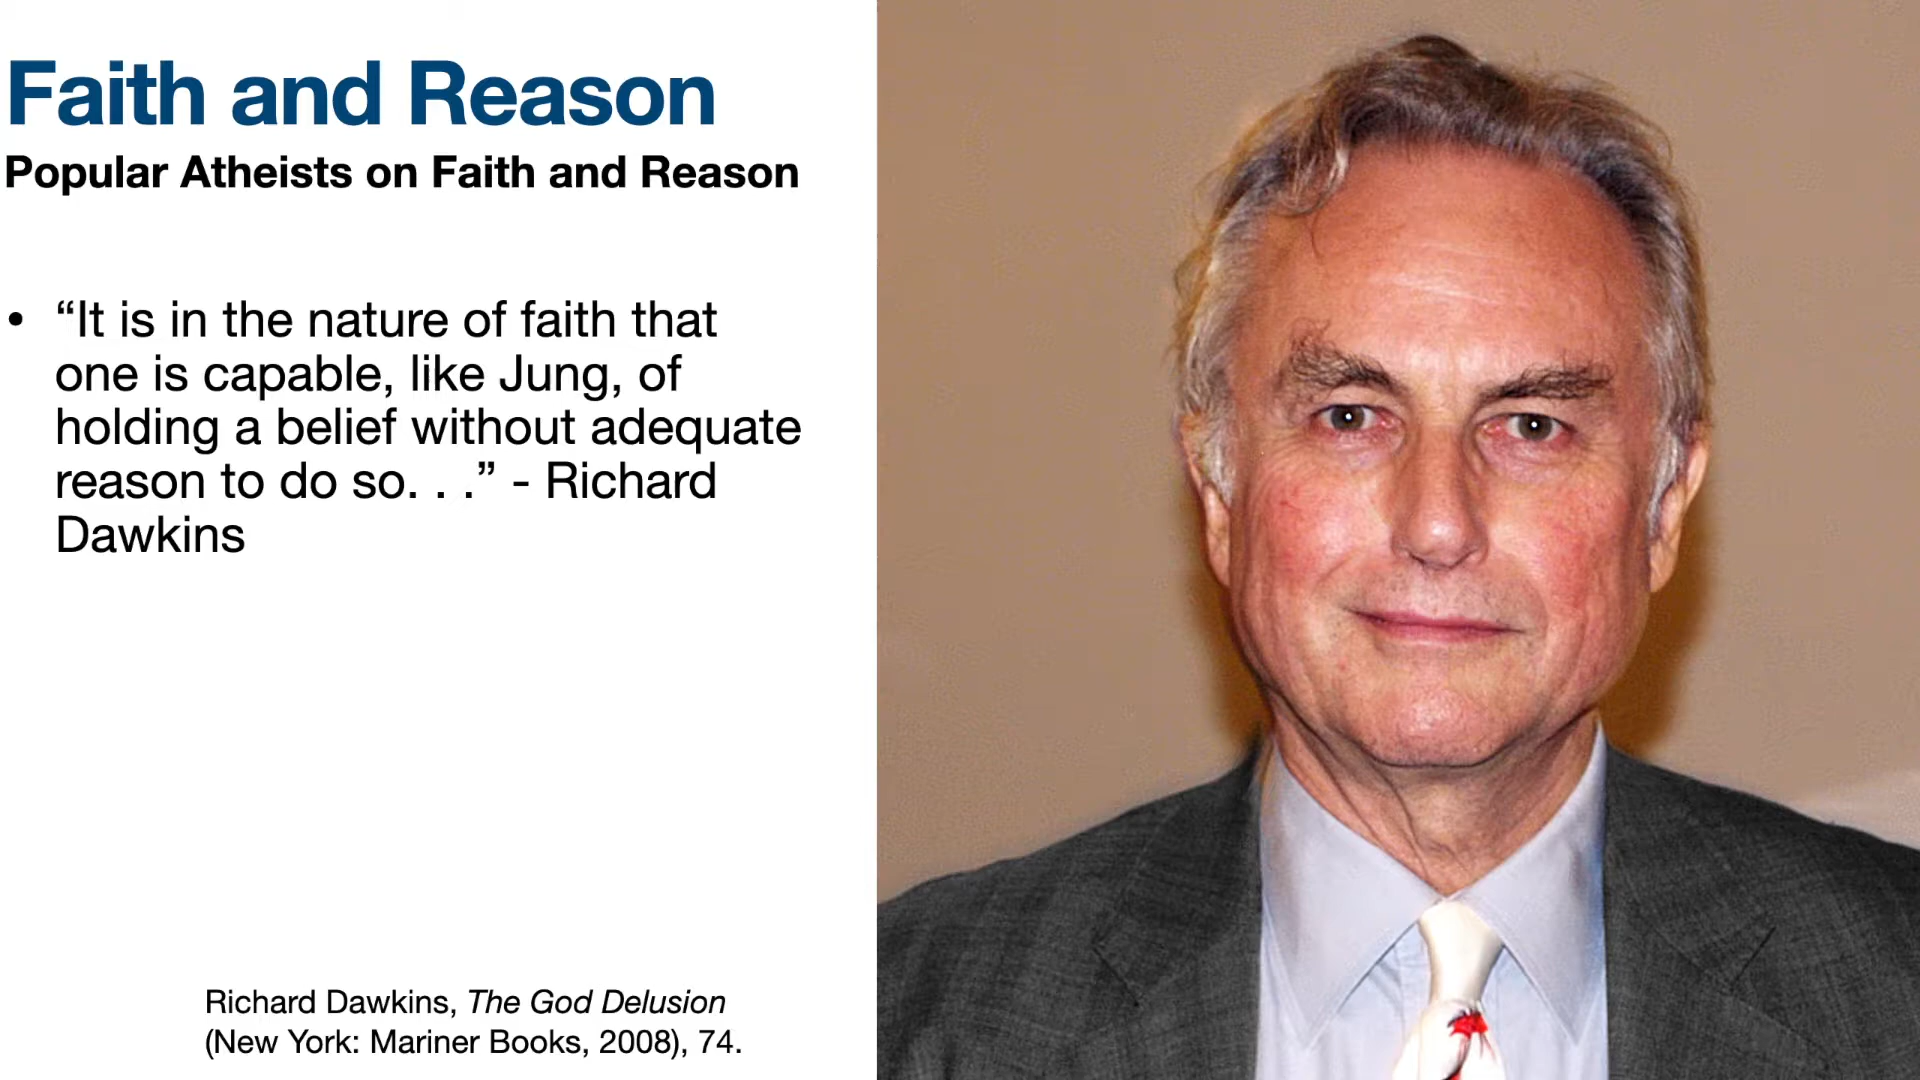 Faith and Reason
Popular Atheists on Faith and Reason
• “It is in the nature of faith that
one is capable, like Jung, of
holding a belief without adequate
reason to do so. . .” - Richard
Dawkins
Richard Dawkins, The God Delusion
(New York: Mariner Books, 2008), 74.